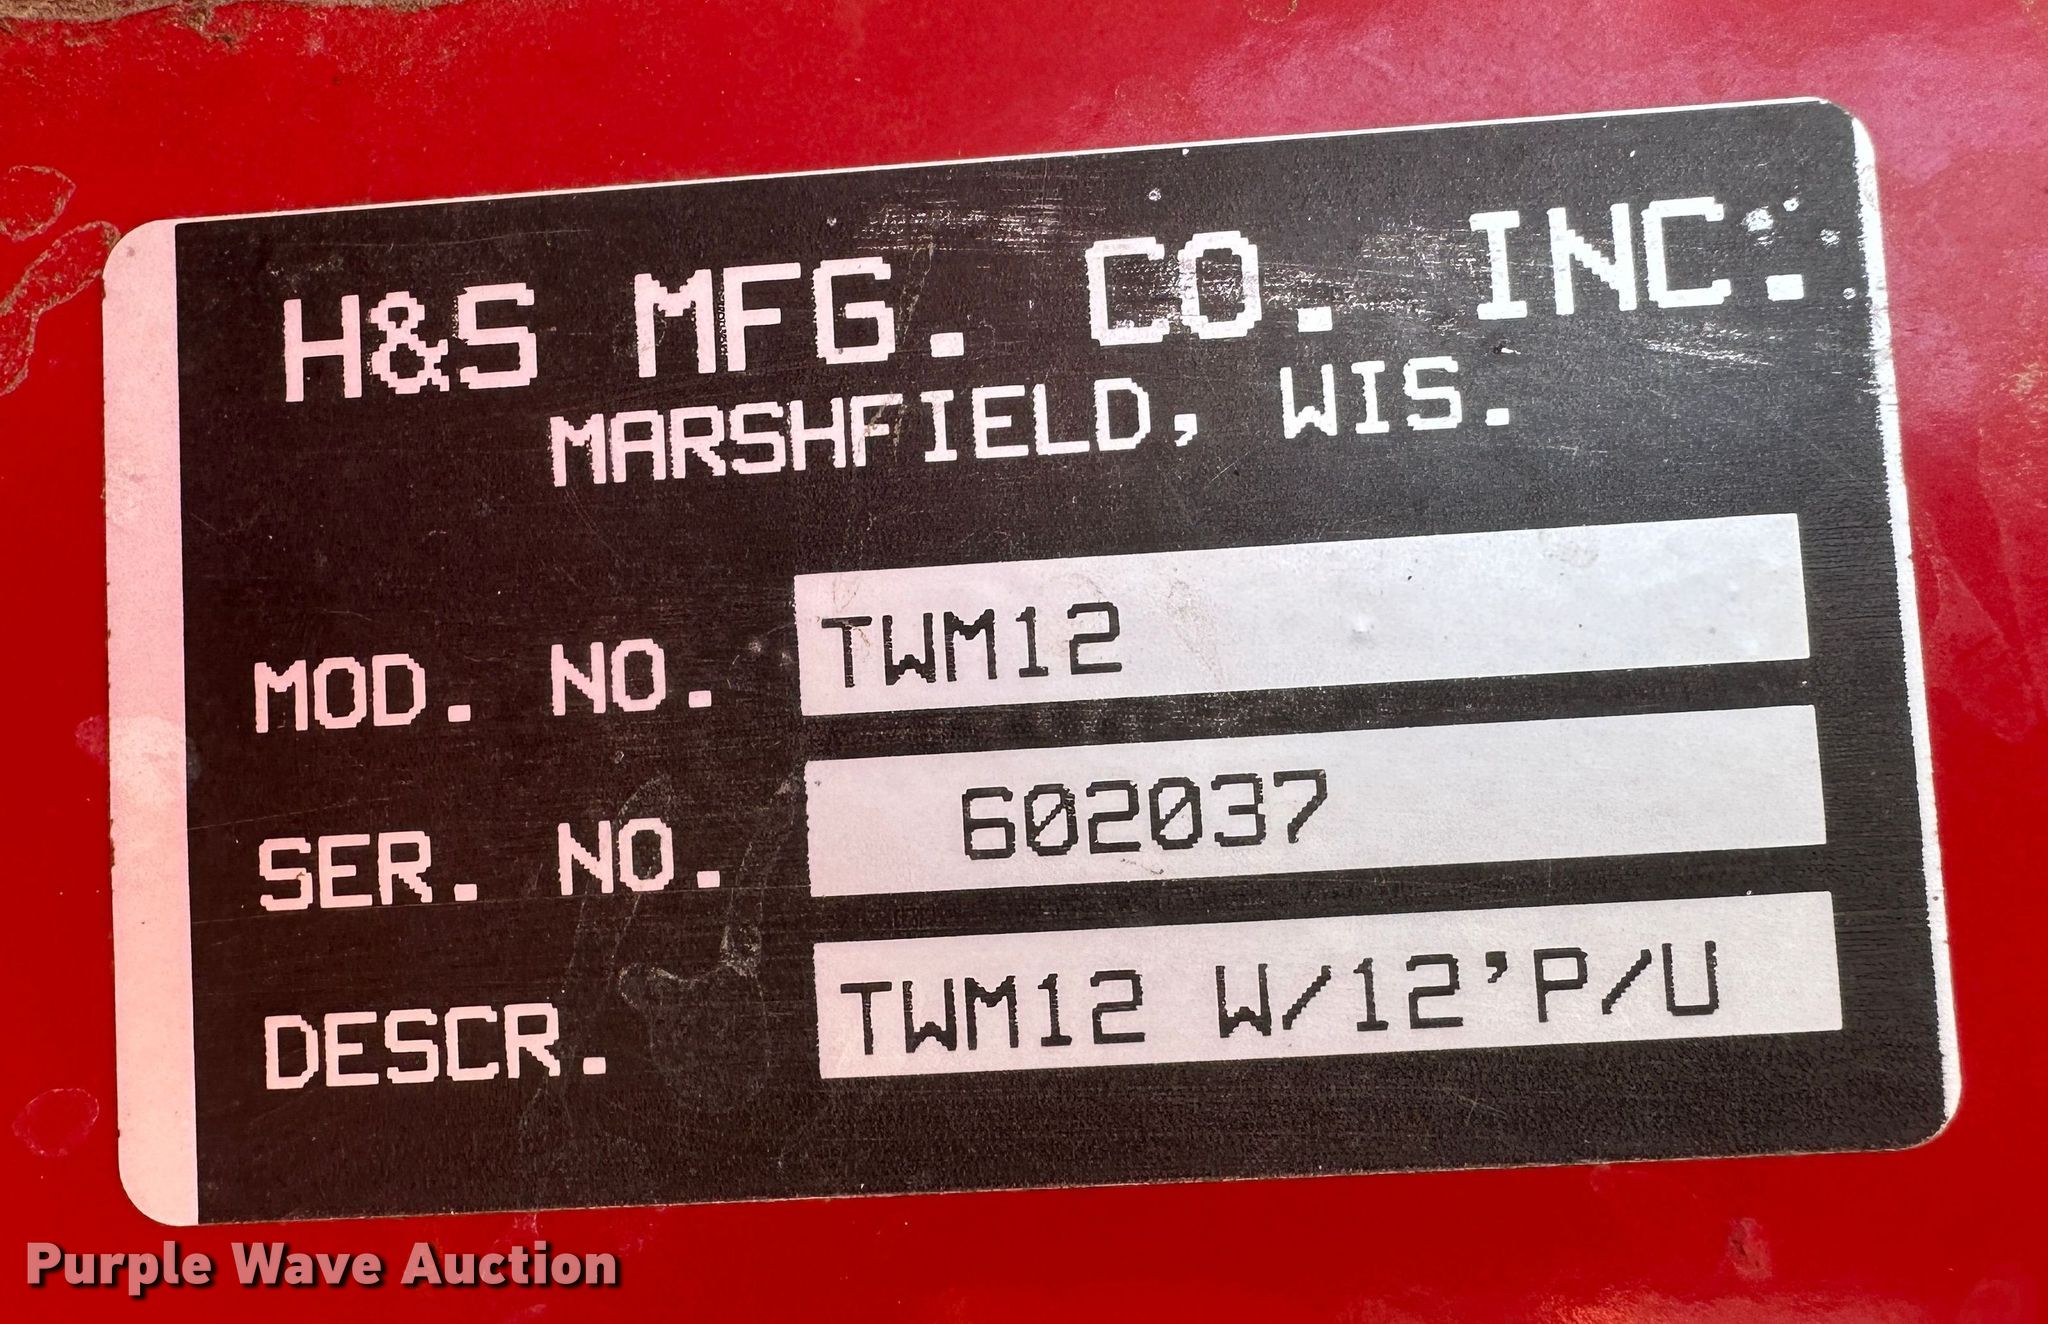 H&S MFG. CO. INC.
MARSHFIELD, WIS.
MOD. NO. TWM12
SER. NO. 602037
DESCR. TWM12 W/12'P/U
Purple Wave Auction